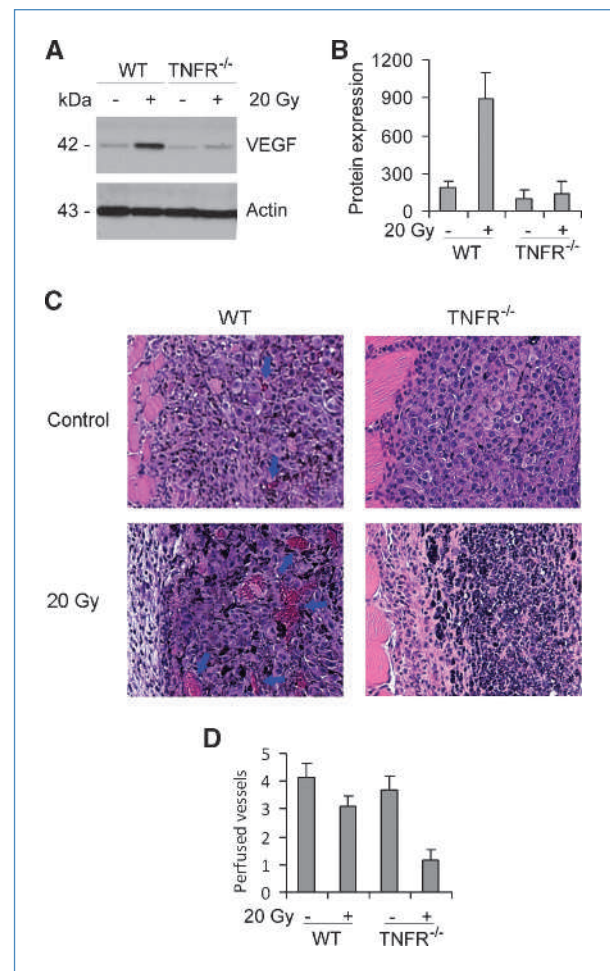 A
WT TNFR-/-
kDa - + - + 20 Gy
42 - VEGF
43 - Actin
B
Protein expression
1200
900
600
300
0
20 Gy - + - +
WT TNFR-/-
C
WT TNFR-/-
Control
20 Gy
D
Perfused vessels
5
4
3
2
1
0
20 Gy - + - +
WT TNFR-/-